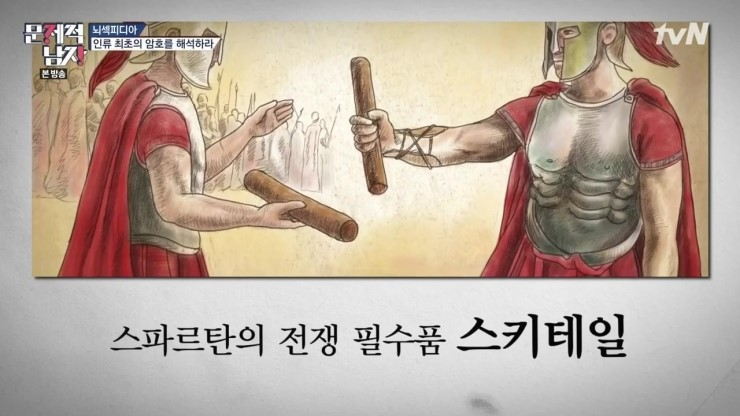 문제적
남자
본 방송
뇌섹피디아
인류 최초의 암호를 해석하라
tvN
스파르탄의 전쟁 필수품 스키테일